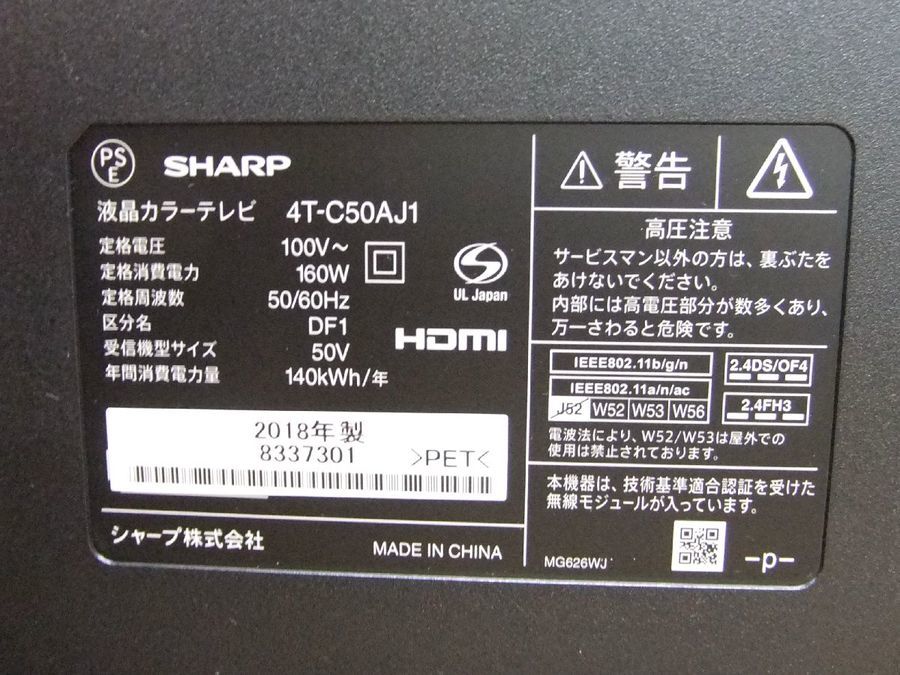 PSE
SHARP
液晶カラーテレビ 4T-C50AJ1
定格電圧 100V～
定格消費電力 160W
定格周波数 50/60Hz
区分名 DF1
受信機型サイズ 50V
年間消費電力量 140kWh/年
UL Japan
HDMI
2018年 製
8337301 >PET<
シャープ株式会社
MADE IN CHINA
警告
高圧注意
サービスマン以外の方は、裏ぶたを
あけないでください。
内部には高電圧部分が数多くあり、
万一さわると危険です。
IEEE802.11b/g/n
IEEE802.11a/n/ac
J52 W52 W53 W56
2.4DS/OF4
2.4FH3
電波法により、W52/W53は屋外での
使用は禁止されております。
本機器は、技術基準適合認証を受けた
無線モジュールが入っています。
MG626WJ
-p-